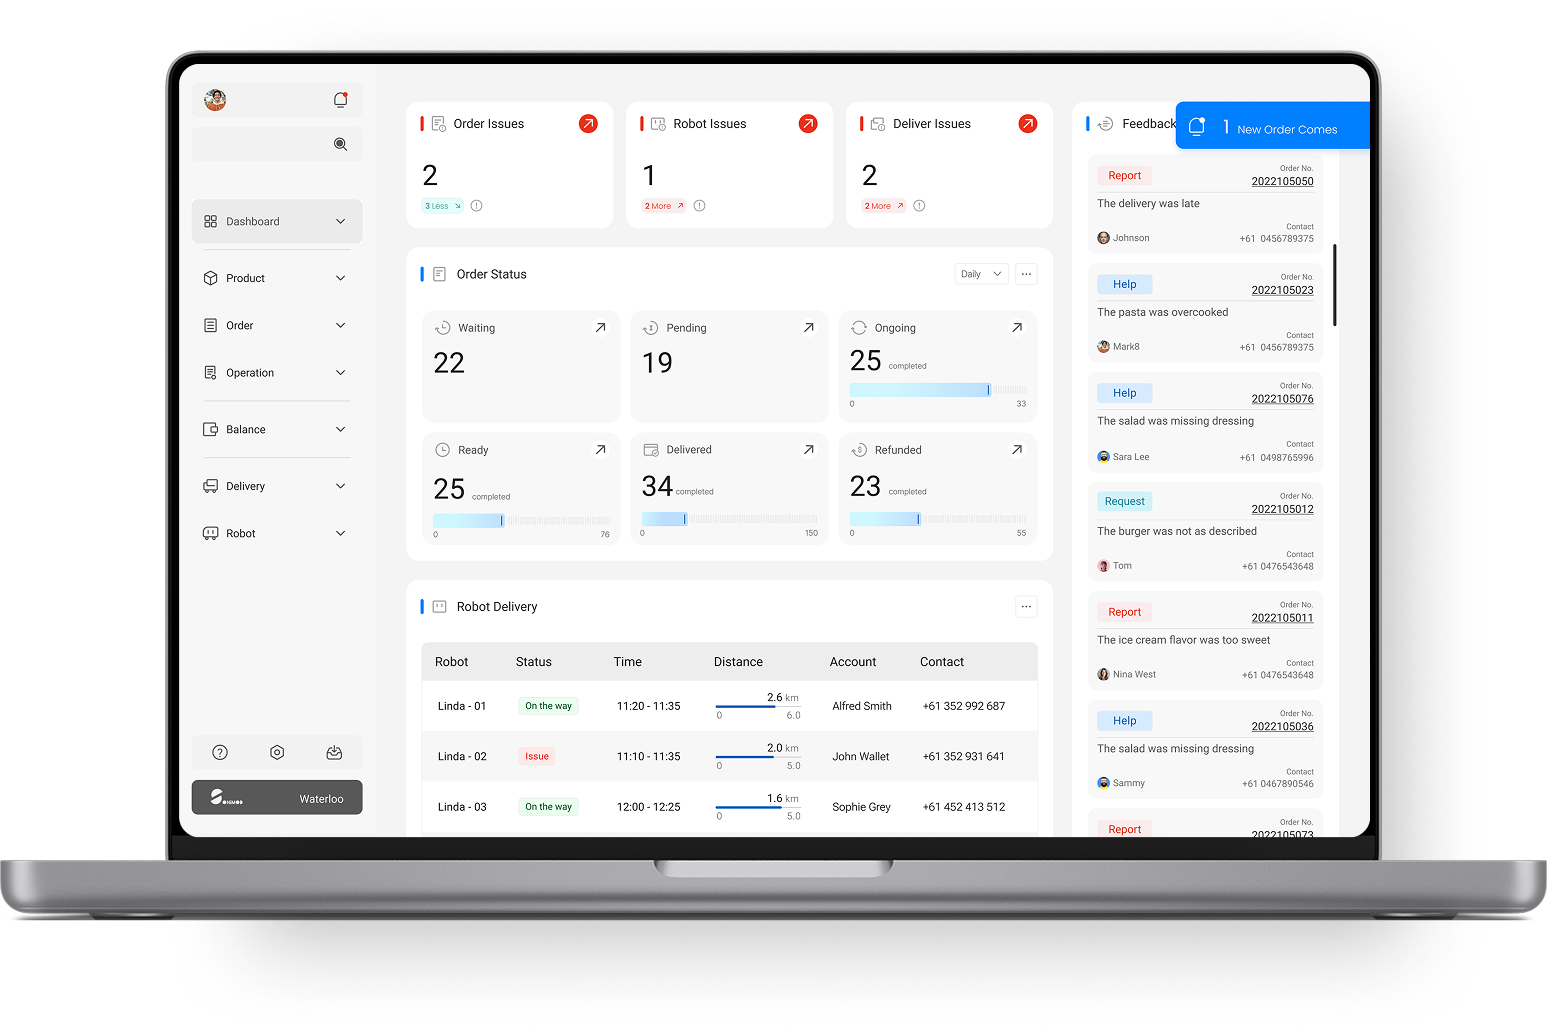 Dashboard
Product
Order
Operation
Balance
Delivery
Robot
Waterloo
Order Issues
2
3 Less
Robot Issues
1
2 More
Deliver Issues
2
2 More
Order Status
Daily
Waiting
22
Pending
19
Ongoing
25 completed
0 33
Ready
25 completed
0 76
Delivered
34 completed
0 150
Refunded
23 completed
0 55
Robot Delivery
Robot Status Time Distance Account Contact
Linda - 01 On the way 11:20 - 11:35 2.6 km 0 6.0 Alfred Smith +61 352 992 687
Linda - 02 Issue 11:10 - 11:35 2.0 km 0 5.0 John Wallet +61 352 931 641
Linda - 03 On the way 12:00 - 12:25 1.6 km 0 5.0 Sophie Grey +61 452 413 512
Feedback
1 New Order Comes
Report
Order No.
2022105050
The delivery was late
Contact
Johnson +61 0456789375
Help
Order No.
2022105023
The pasta was overcooked
Contact
Mark8 +61 0456789375
Help
Order No.
2022105076
The salad was missing dressing
Contact
Sara Lee +61 0498765996
Request
Order No.
2022105012
The burger was not as described
Contact
Tom +61 0476543648
Report
Order No.
2022105011
The ice cream flavor was too sweet
Contact
Nina West +61 0476543648
Help
Order No.
2022105036
The salad was missing dressing
Contact
Sammy +61 0467890546
Report
Order No.
2022105073